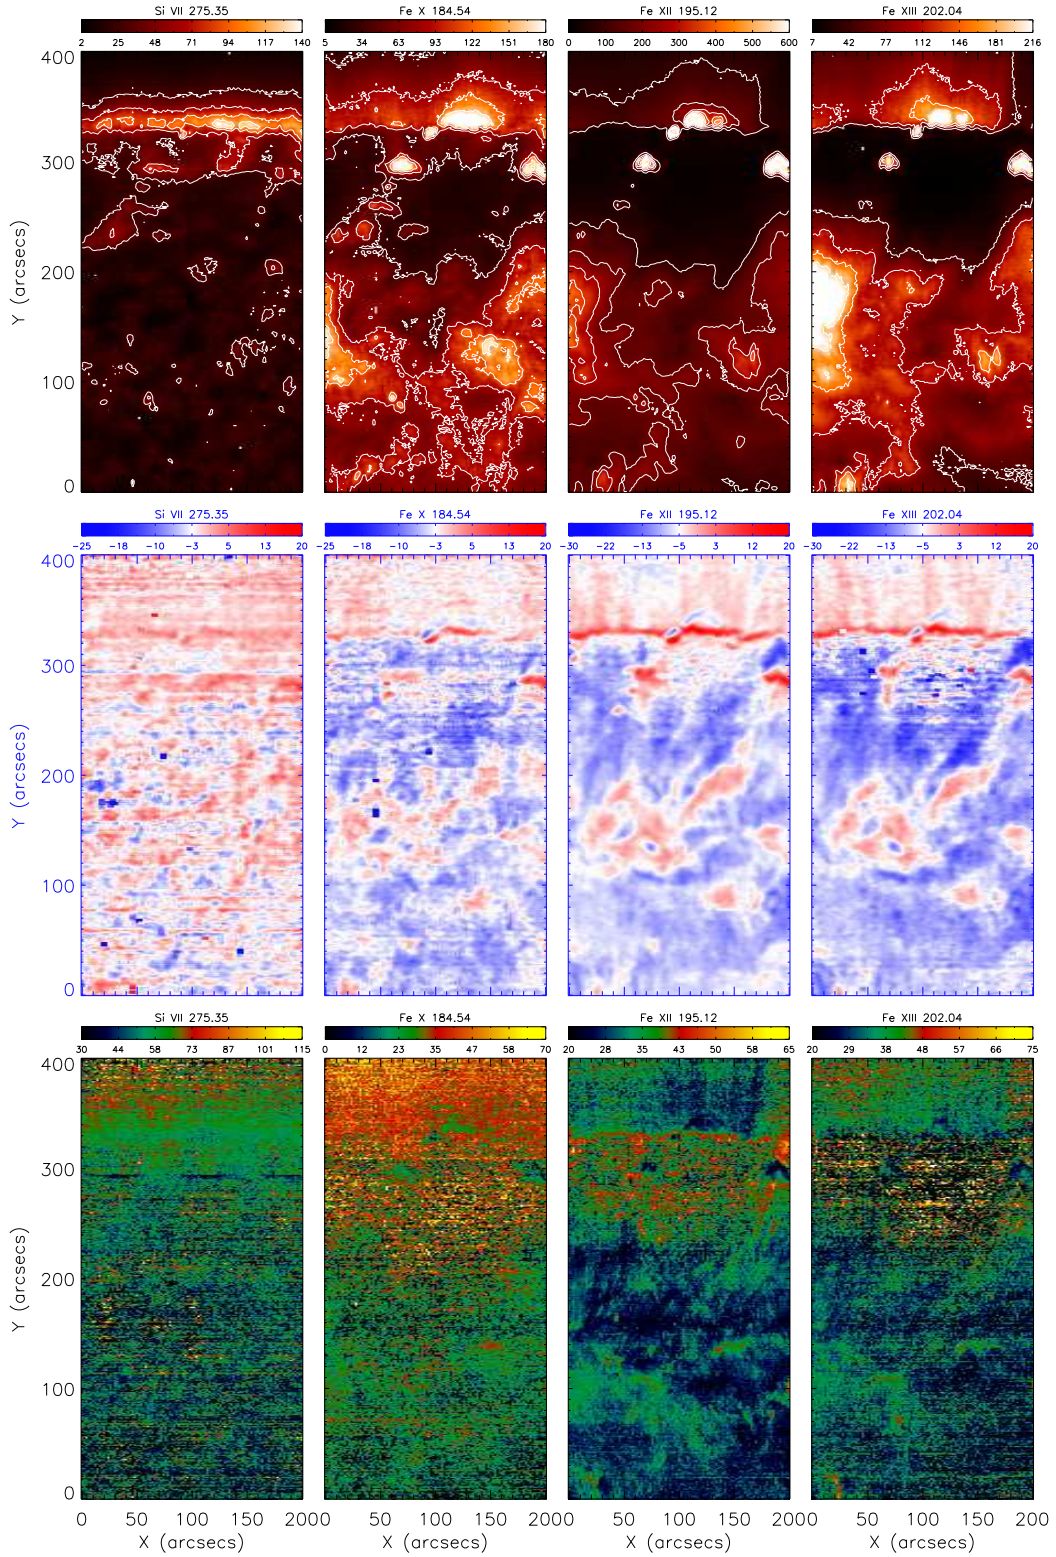 Si VII 275.35 Fe X 184.54 Fe XII 195.12 Fe XIII 202.04
2 25 48 71 94 117 140 5 34 63 93 122 151 180 0 100 200 300 400 500 600 7 42 77 112 146 181 216
400
300
200
100
0
Y (arcsecs)
Si VII 275.35 Fe X 184.54 Fe XII 195.12 Fe XIII 202.04
-25 -18 -10 -3 5 13 20 -25 -18 -10 -3 5 13 20 -30 -22 -13 -5 3 12 20 -30 -22 -13 -5 3 12 20
400
300
200
100
0
Y (arcsecs)
Si VII 275.35 Fe X 184.54 Fe XII 195.12 Fe XIII 202.04
30 44 58 73 87 101 115 0 12 23 35 47 58 70 20 28 35 43 50 58 65 20 29 38 48 57 66 75
400
300
200
100
0
Y (arcsecs)
0 50 100 150 200 0 50 100 150 200 0 50 100 150 200 0 50 100 150 200
X (arcsecs) X (arcsecs) X (arcsecs) X (arcsecs)